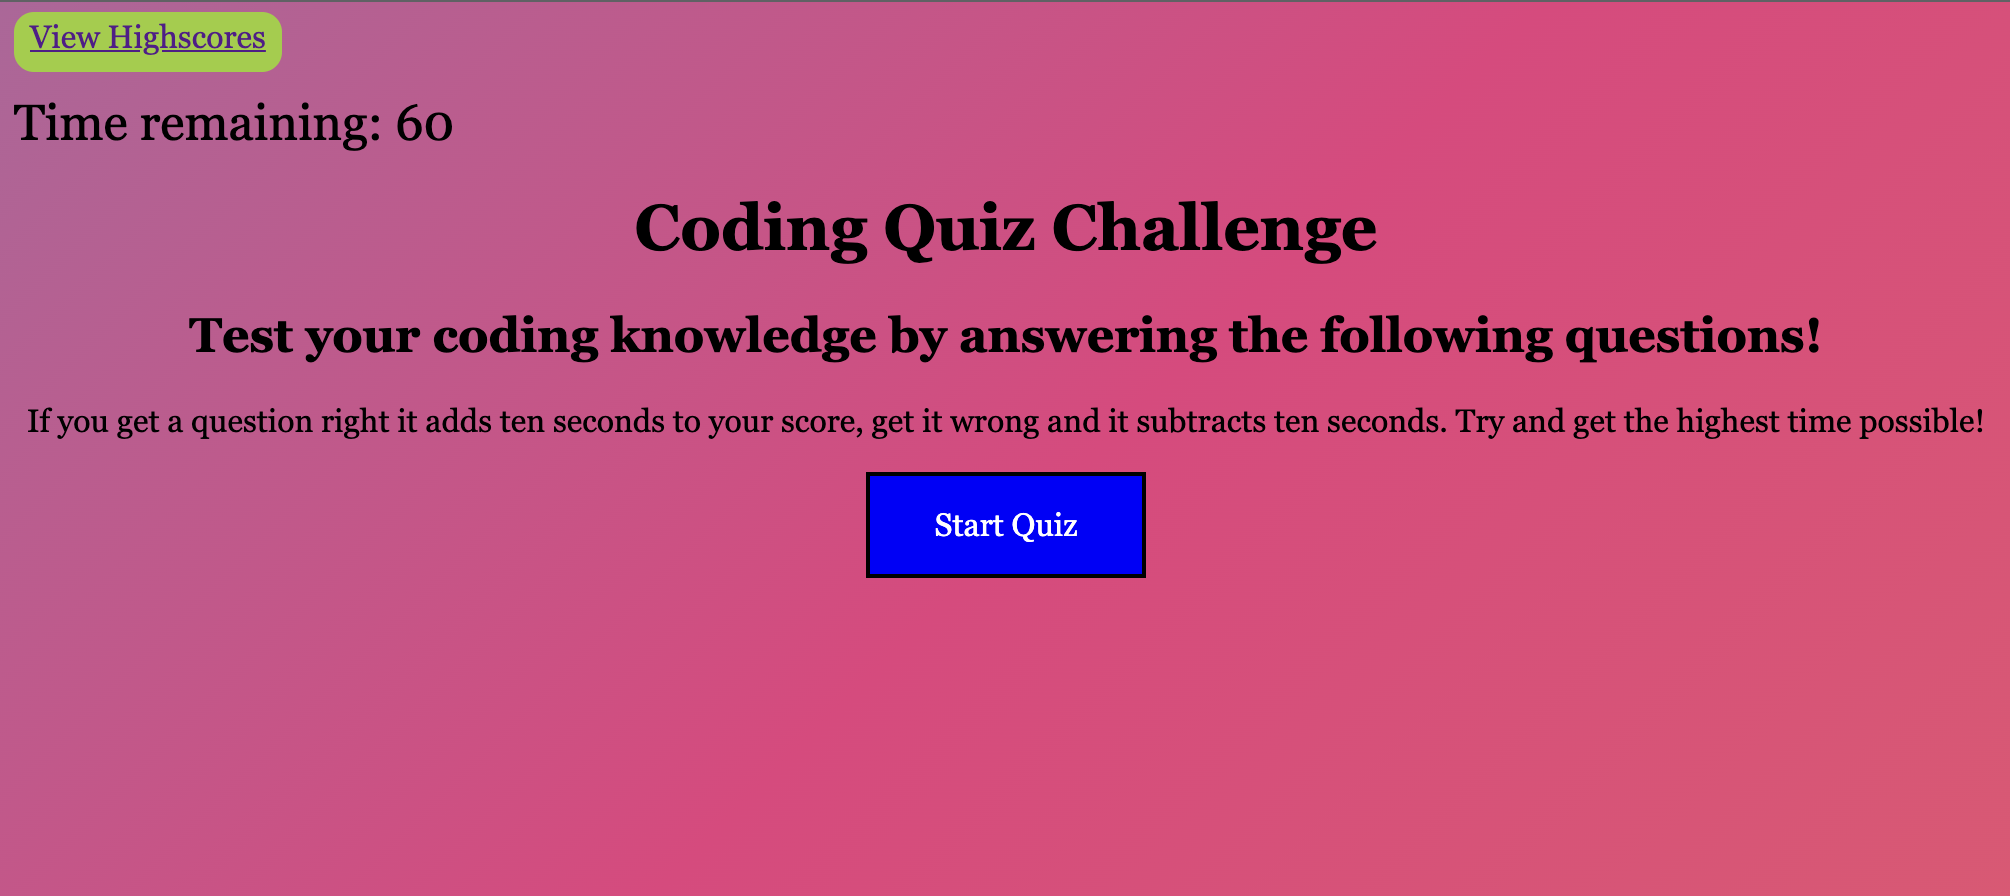 View Highscores
Time remaining: 60
Coding Quiz Challenge
Test your coding knowledge by answering the following questions!
If you get a question right it adds ten seconds to your score, get it wrong and it subtracts ten seconds. Try and get the highest time possible!
Start Quiz